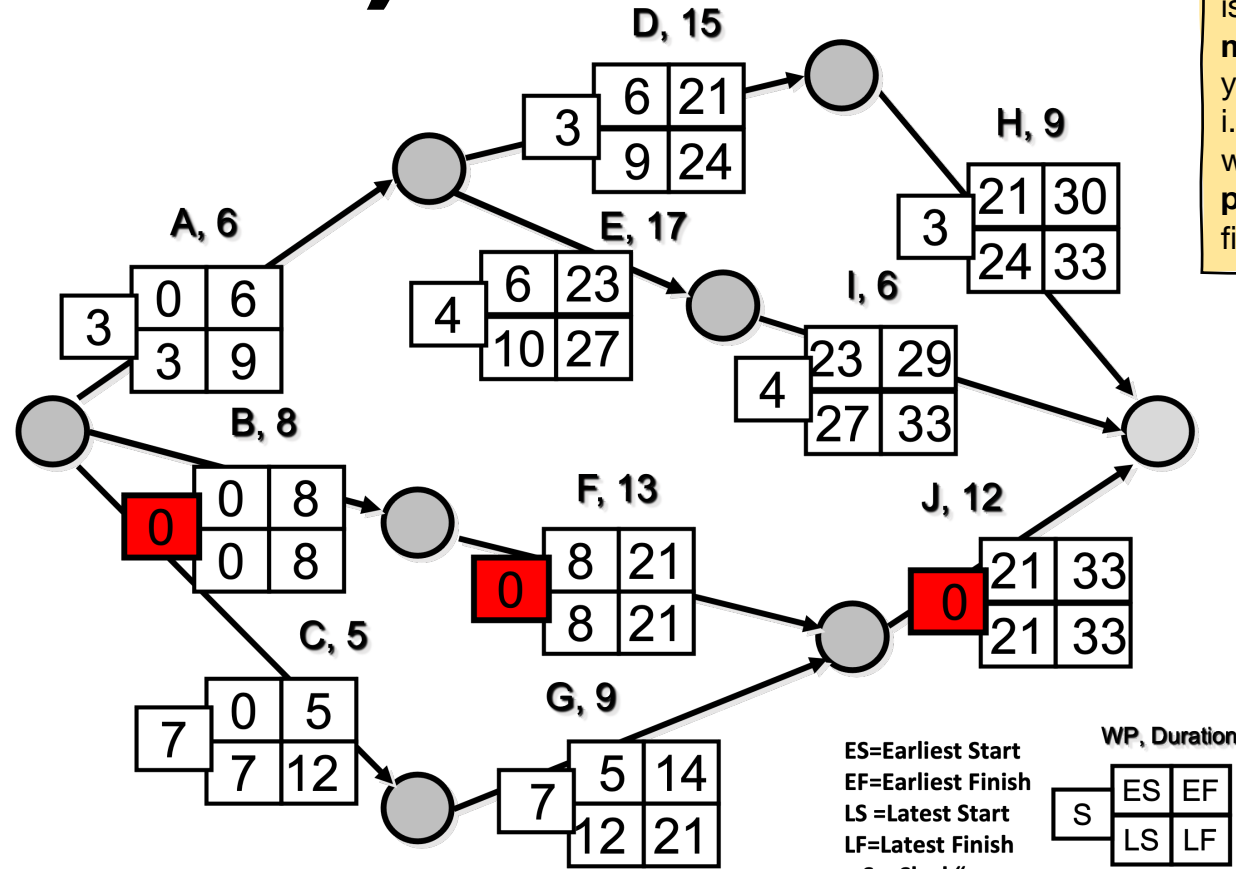 D, 15
3
6 21
9 24
H, 9
3
21 30
24 33
A, 6
3
0 6
3 9
E, 17
4
6 23
10 27
I, 6
4
23 29
27 33
B, 8
0
0 8
0 8
F, 13
0
8 21
8 21
J, 12
0
21 33
21 33
C, 5
7
0 5
7 12
G, 9
7
5 14
12 21
ES=Earliest Start
EF=Earliest Finish
LS =Latest Start
LF=Latest Finish
WP, Duration
S
ES EF
LS LF